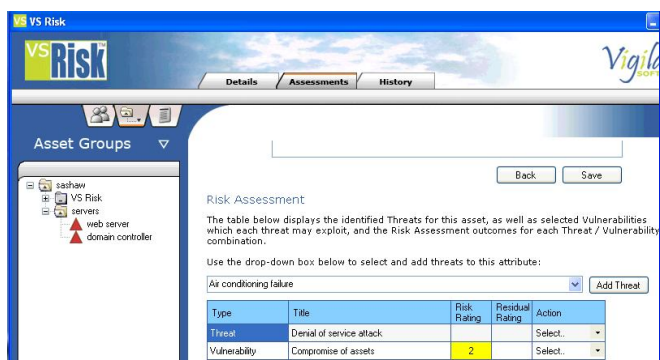 VS VS Risk
VSRisk
Details
Assessments
History
Asset Groups
sashaw
VS Risk
servers
web server
domain controller
Back
Save
Risk Assessment
The table below displays the identified Threats for this asset, as well as selected Vulnerabilities
which each threat may exploit, and the Risk Assessment outcomes for each Threat / Vulnerability
combination.
Use the drop-down box below to select and add threats to this attribute:
Air conditioning failure
Add Threat
Type Title Risk Rating Residual Rating Action
Threat Denial of service attack Select..
Vulnerability Compromise of assets 2 Select..